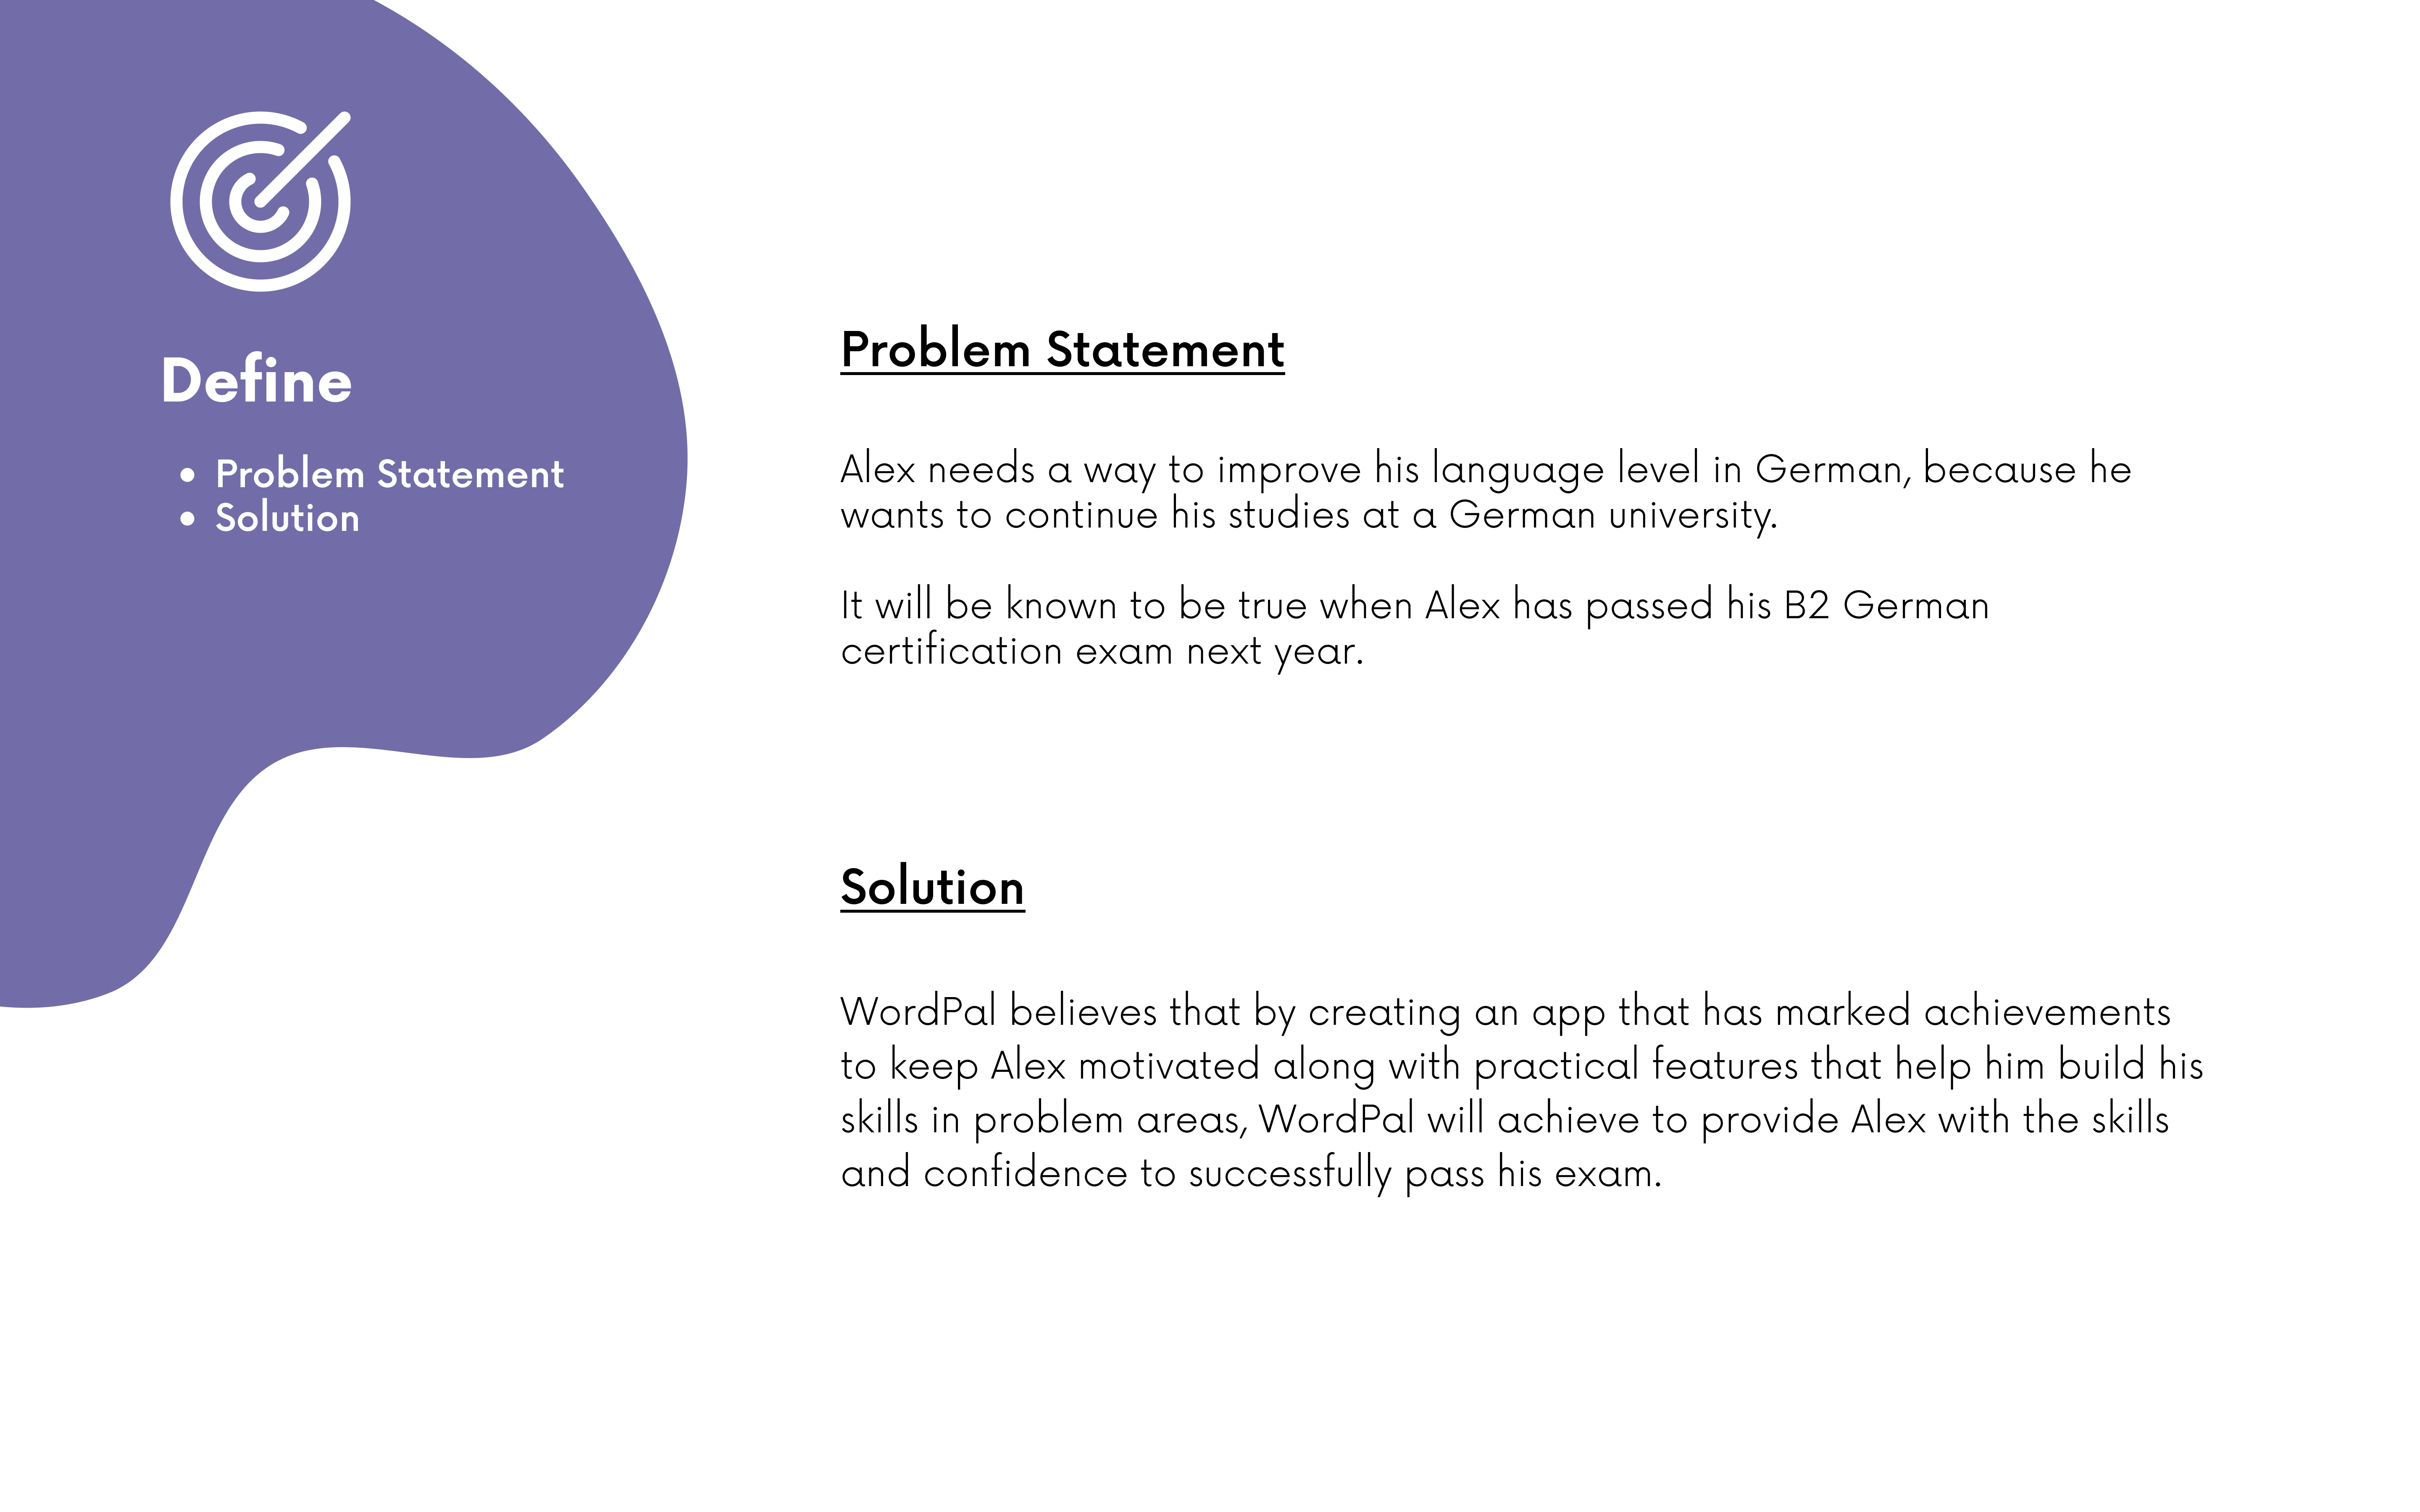 Define
• Problem Statement
• Solution
Problem Statement
Alex needs a way to improve his language level in German, because he
wants to continue his studies at a German university.
It will be known to be true when Alex has passed his B2 German
certification exam next year.
Solution
WordPal believes that by creating an app that has marked achievements
to keep Alex motivated along with practical features that help him build his
skills in problem areas, WordPal will achieve to provide Alex with the skills
and confidence to successfully pass his exam.